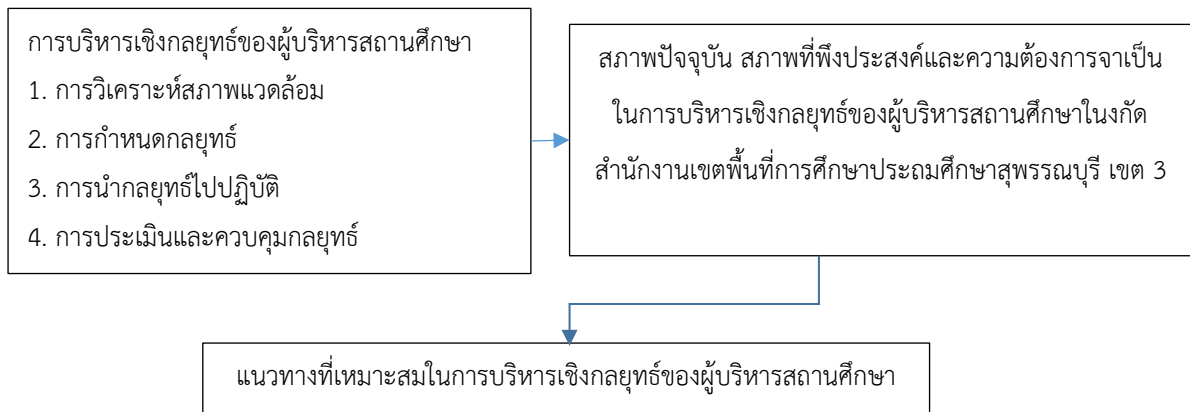 การบริหารเชิงกลยุทธ์ของผู้บริหารสถานศึกษา
1. การวิเคราะห์สภาพแวดล้อม
2. การกำหนดกลยุทธ์
3. การนำกลยุทธ์ไปปฏิบัติ
4. การประเมินและควบคุมกลยุทธ์
สภาพปัจจุบัน สภาพที่พึงประสงค์และความต้องการจาเป็น
ในการบริหารเชิงกลยุทธ์ของผู้บริหารสถานศึกษาในงกัด
สำนักงานเขตพื้นที่การศึกษาประถมศึกษาสุพรรณบุรี เขต 3
แนวทางที่เหมาะสมในการบริหารเชิงกลยุทธ์ของผู้บริหารสถานศึกษา